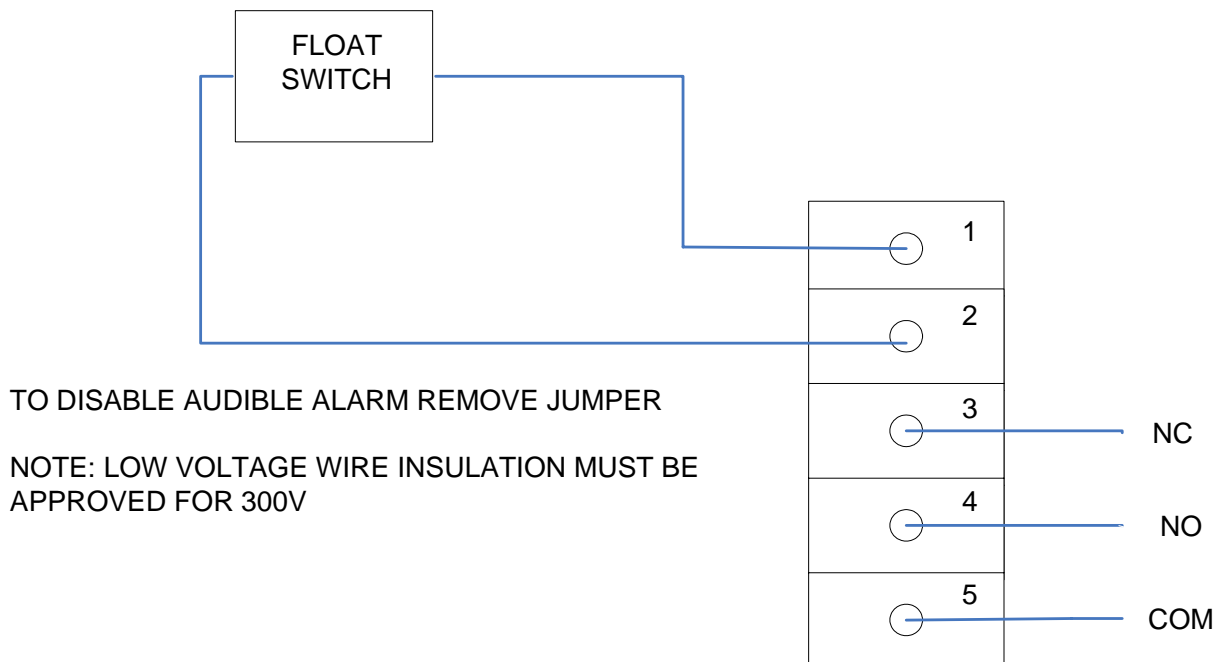 FLOAT
SWITCH
1
2
TO DISABLE AUDIBLE ALARM REMOVE JUMPER
3
NC
NOTE: LOW VOLTAGE WIRE INSULATION MUST BE
APPROVED FOR 300V
4
NO
5
COM